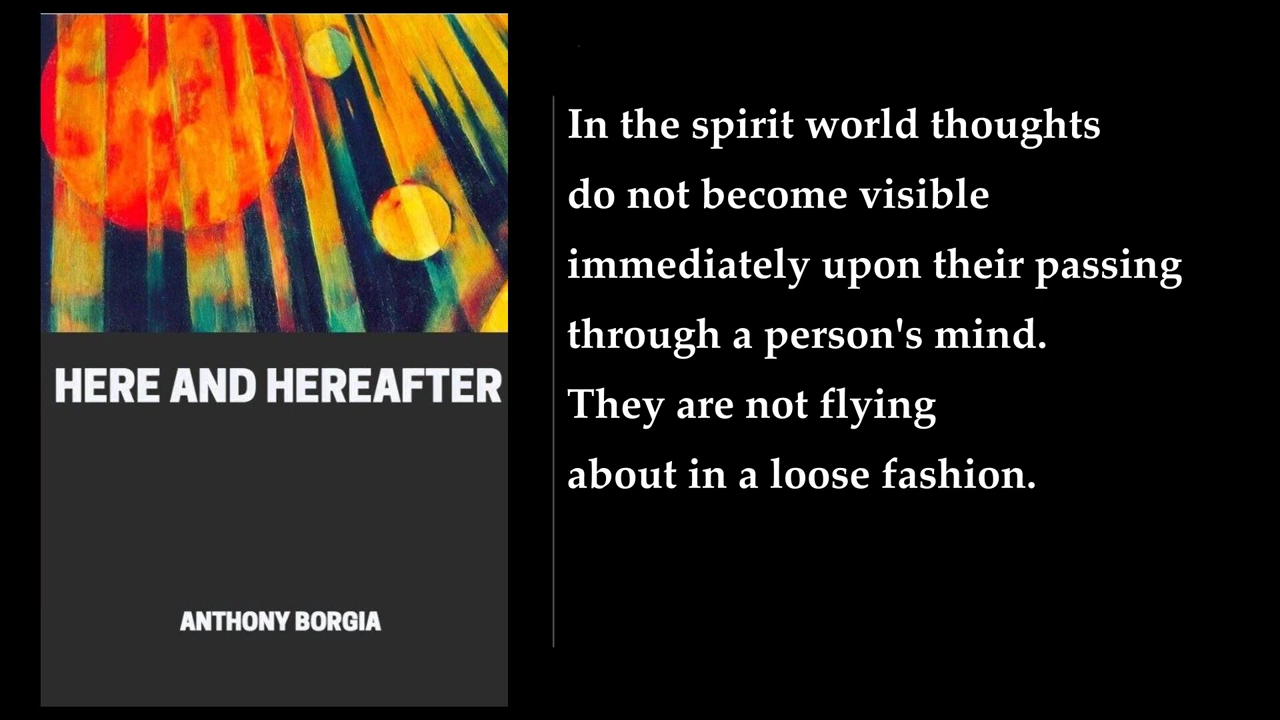 HERE AND HEREAFTER
ANTHONY BORGIA
In the spirit world thoughts
do not become visible
immediately upon their passing
through a person's mind.
They are not flying
about in a loose fashion.